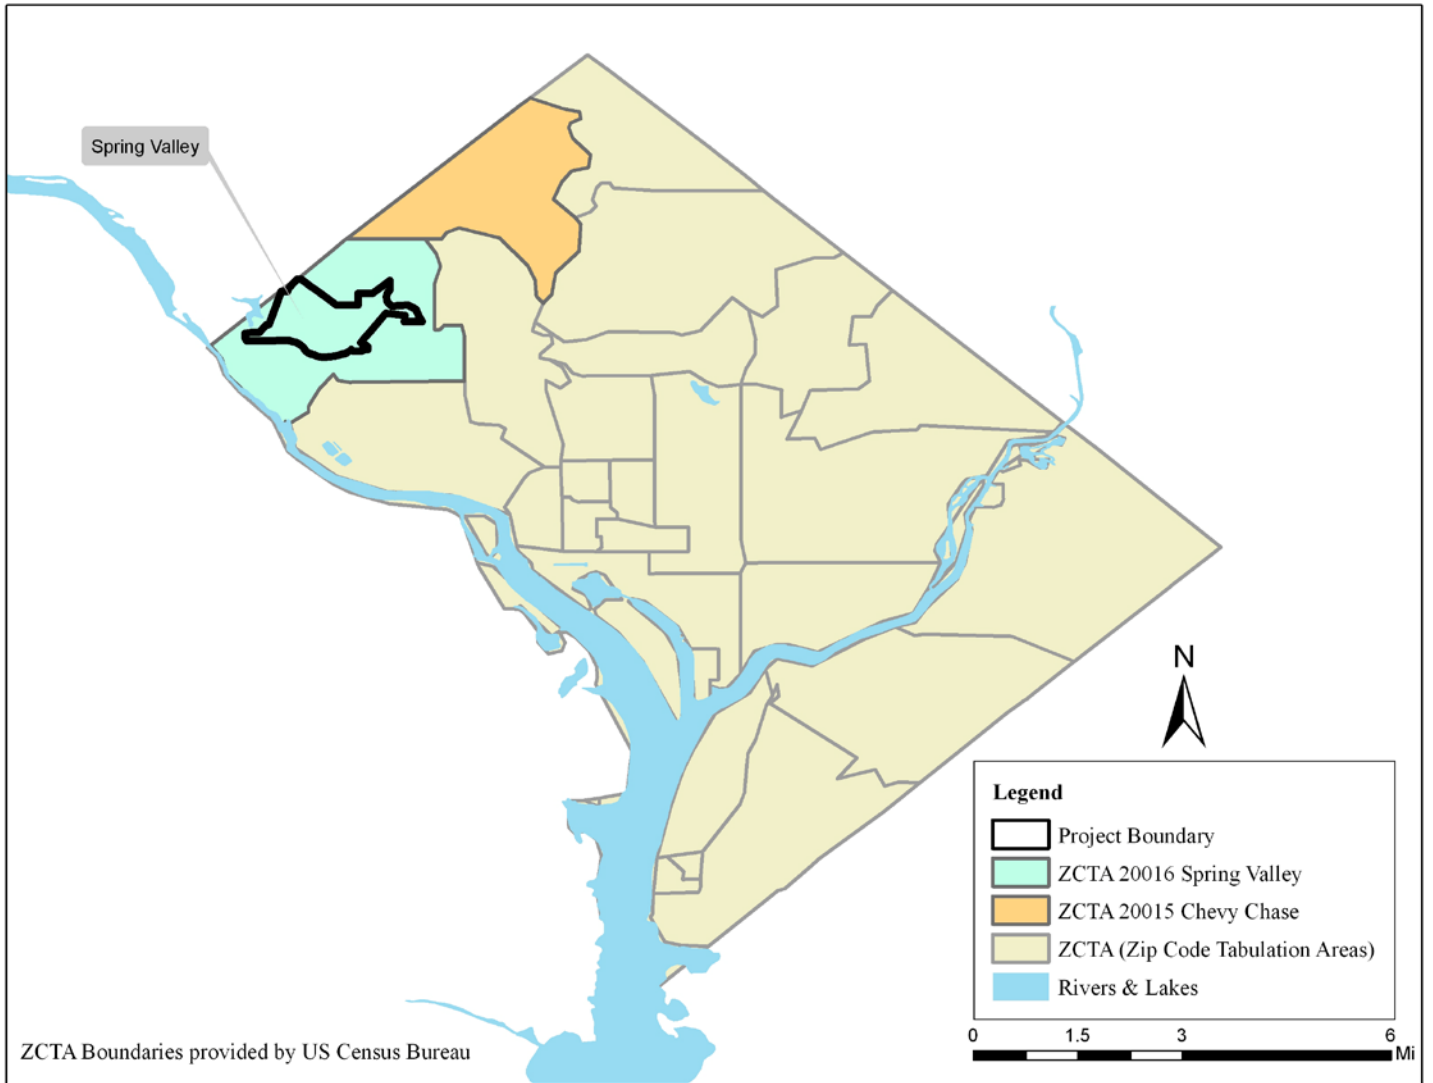 Spring Valley
N
Legend
Project Boundary
ZCTA 20016 Spring Valley
ZCTA 20015 Chevy Chase
ZCTA (Zip Code Tabulation Areas)
Rivers & Lakes
0 1.5 3 6
Mi
ZCTA Boundaries provided by US Census Bureau